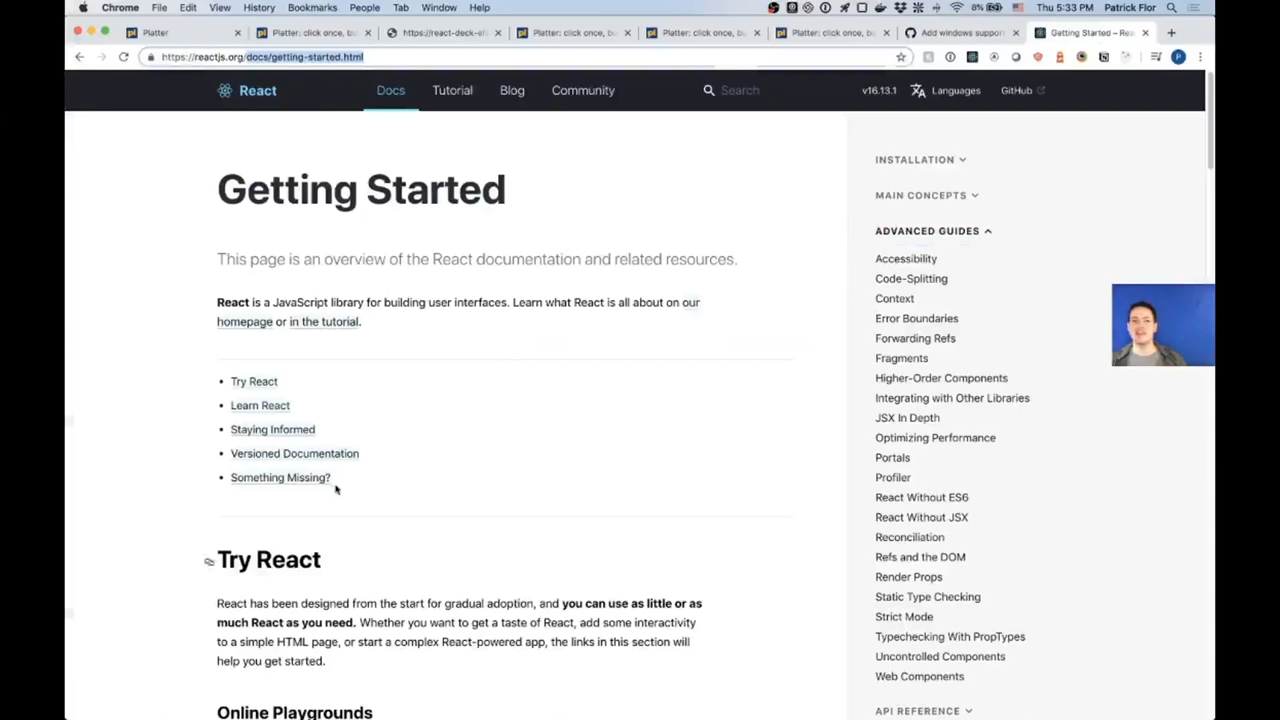 Chrome File Edit View History Bookmarks People Tab Window Help
8% Thu 5:33 PM Patrick Flor
Platter
Platter: click once, bu
https://react-deck-ef
Platter: click once, bu
Platter: click once, bu
Platter: click once, bu
Add windows support
Getting Started – Rea
https://reactjs.org/docs/getting-started.html
React
Docs Tutorial Blog Community
Search
v16.13.1 Languages GitHub
Getting Started
This page is an overview of the React documentation and related resources.
React is a JavaScript library for building user interfaces. Learn what React is all about on our
homepage or in the tutorial.
• Try React
• Learn React
• Staying Informed
• Versioned Documentation
• Something Missing?
Try React
React has been designed from the start for gradual adoption, and you can use as little or as
much React as you need. Whether you want to get a taste of React, add some interactivity
to a simple HTML page, or start a complex React-powered app, the links in this section will
help you get started.
Online Playgrounds
INSTALLATION
MAIN CONCEPTS
ADVANCED GUIDES
Accessibility
Code-Splitting
Context
Error Boundaries
Forwarding Refs
Fragments
Higher-Order Components
Integrating with Other Libraries
JSX In Depth
Optimizing Performance
Portals
Profiler
React Without ES6
React Without JSX
Reconciliation
Refs and the DOM
Render Props
Static Type Checking
Strict Mode
Typechecking With PropTypes
Uncontrolled Components
Web Components
API REFERENCE